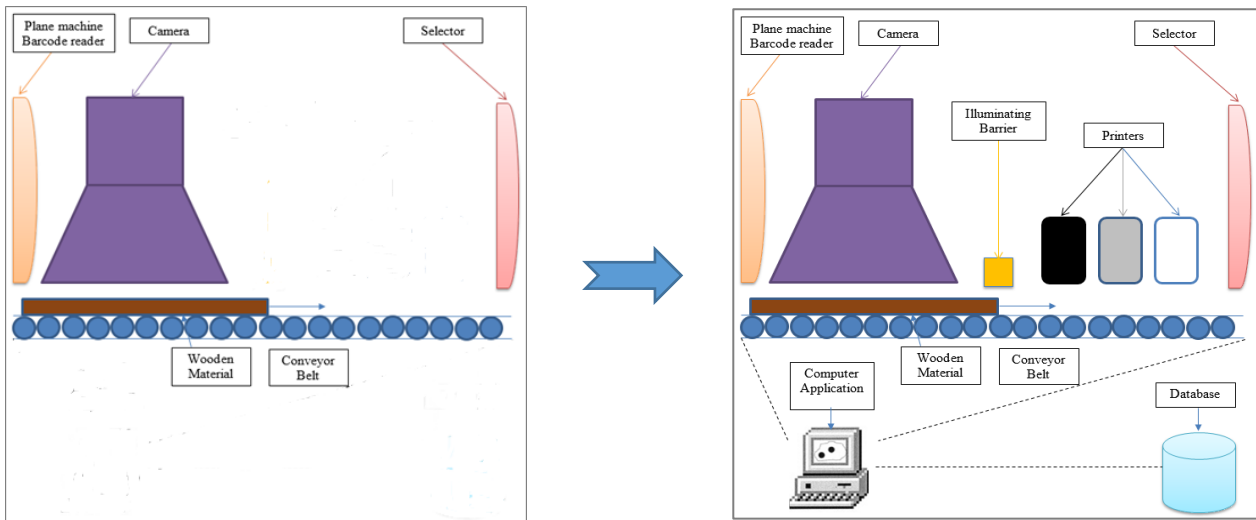 Plane machine
Barcode reader
Camera
Selector
Wooden
Material
Conveyor
Belt
Plane machine
Barcode reader
Camera
Selector
Illuminating
Barrier
Printers
Wooden
Material
Conveyor
Belt
Computer
Application
Database